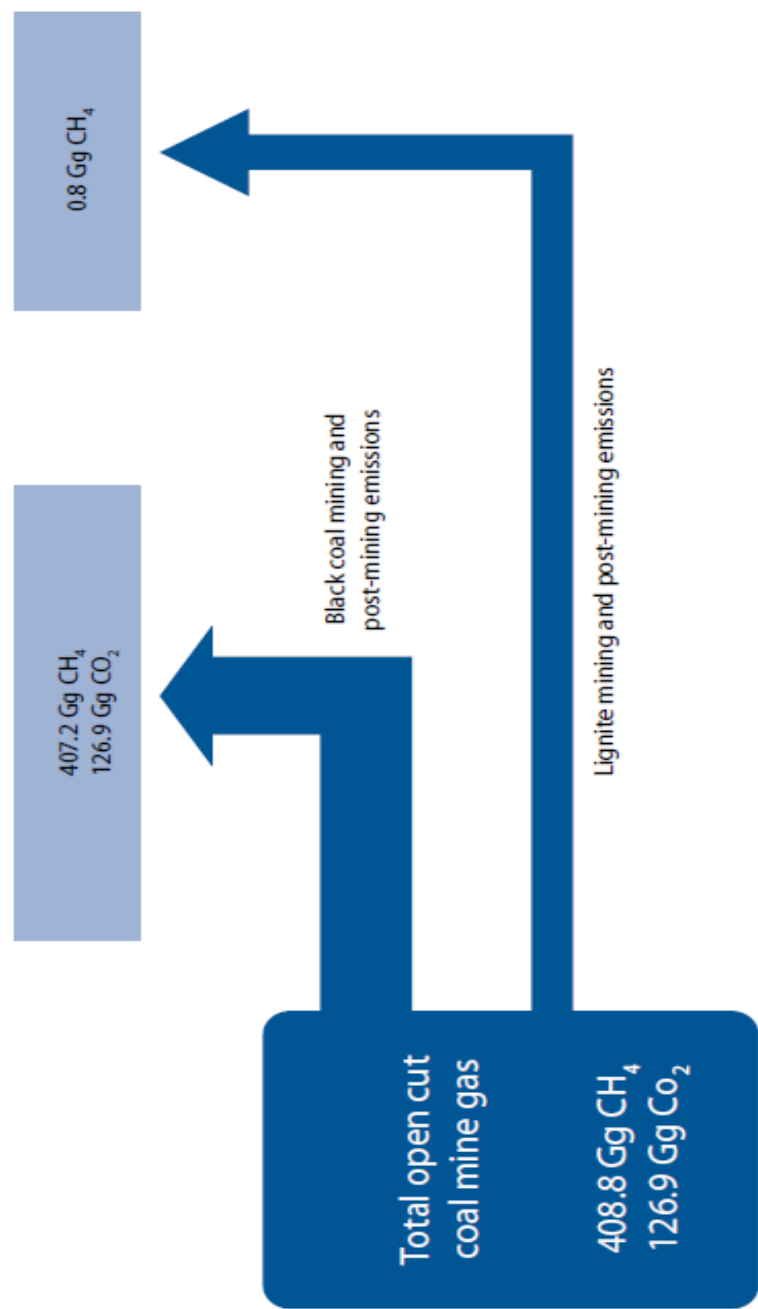 Total open cut
coal mine gas
408.8 Gg CH₄
126.9 Gg Co₂
Black coal mining and
post-mining emissions
407.2 Gg CH₄
126.9 Gg CO₂
Lignite mining and post-mining emissions
0.8 Gg CH₄